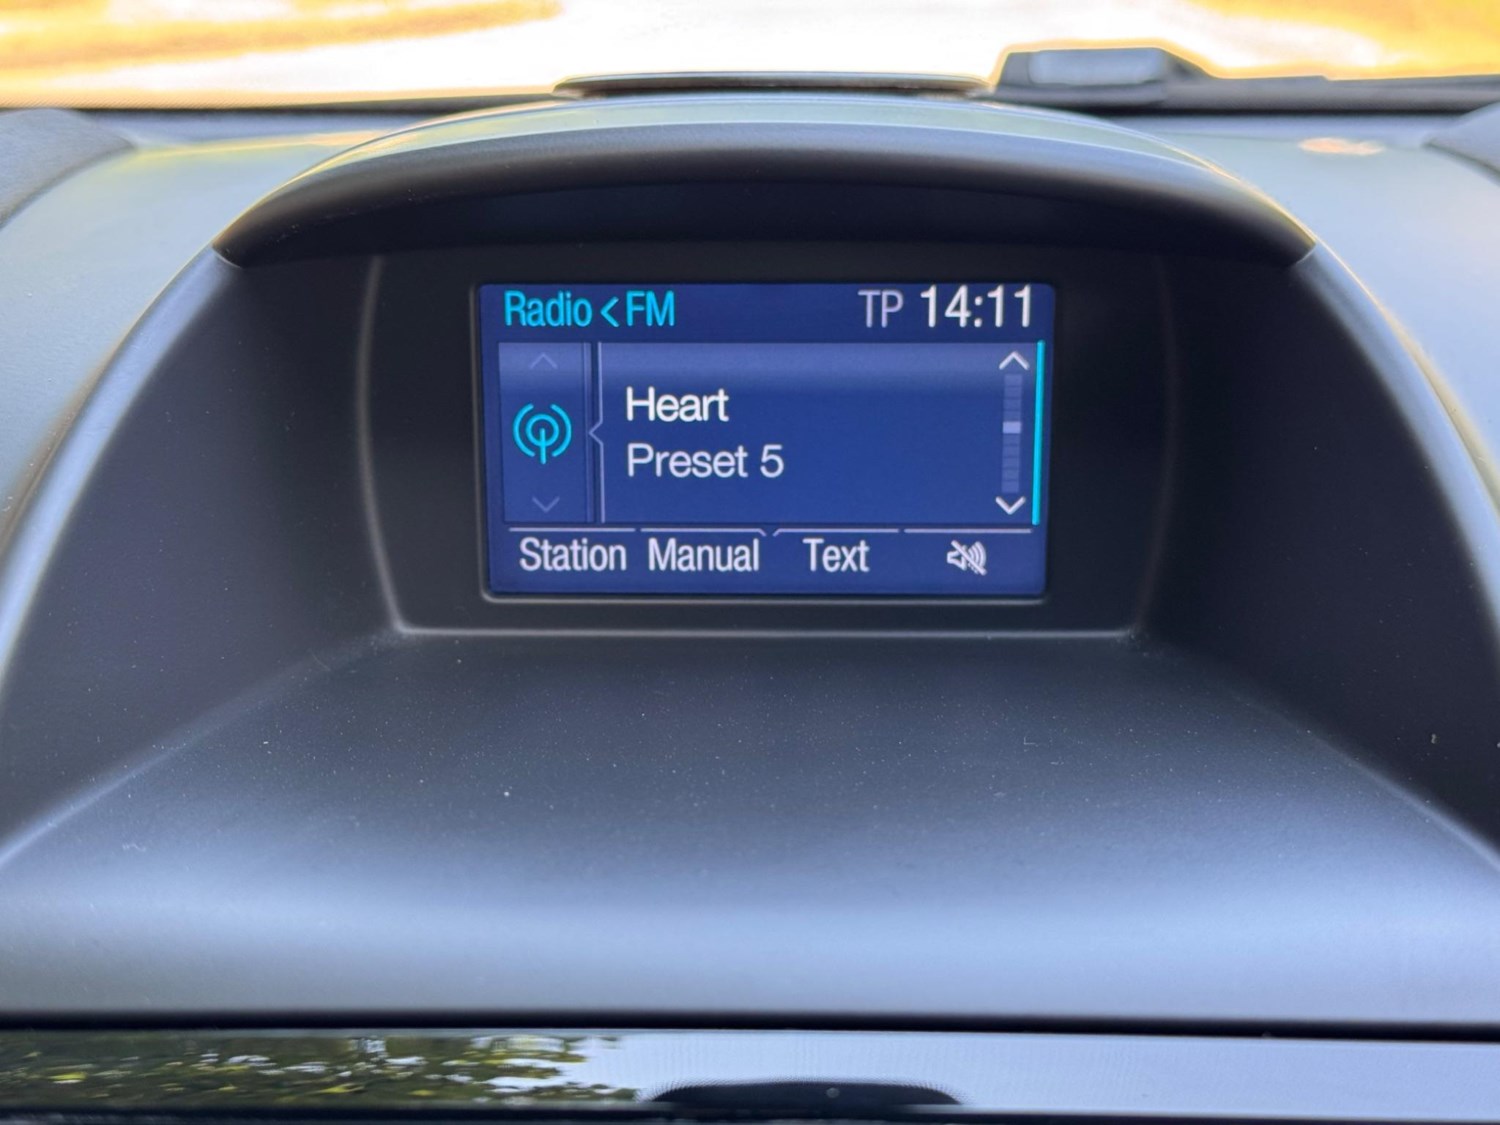 Radio < FM TP 14:11
Heart
Preset 5
Station Manual Text